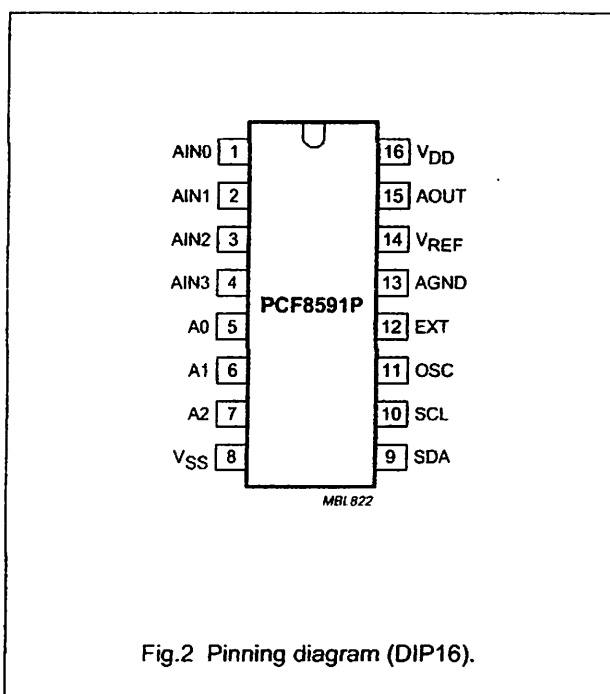 AIN0 1 16 VDD
AIN1 2 15 AOUT
AIN2 3 14 VREF
AIN3 4 13 AGND
PCF8591P
A0 5 12 EXT
A1 6 11 OSC
A2 7 10 SCL
VSS 8 9 SDA
MBL822
Fig.2 Pinning diagram (DIP16).